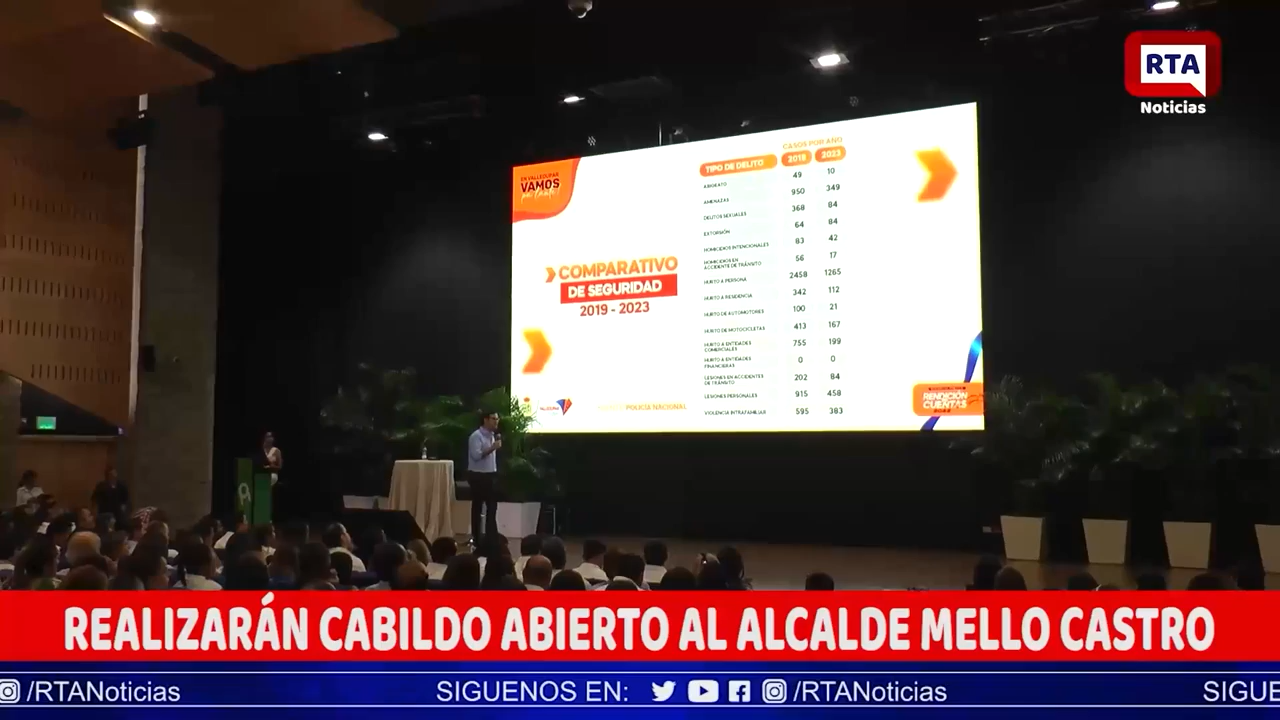 RTA
Noticias
EN VALLEDUPAR
VAMOS
pa'lante!
COMPARATIVO
DE SEGURIDAD
2019 - 2023
CASOS POR AÑO
TIPO DE DELITO 2019 2023
ABIGEATO 49 10
AMENAZAS 950 349
DELITOS SEXUALES 368 84
EXTORSIÓN 64 84
HOMICIDIOS INTENCIONALES 83 42
HOMICIDIOS EN
ACCIDENTE DE TRÁNSITO 56 17
HURTO A PERSONA 2458 1265
HURTO A RESIDENCIA 342 112
HURTO DE AUTOMOTORES 100 21
HURTO DE MOTOCICLETAS 413 167
HURTO A ENTIDADES
COMERCIALES 755 199
HURTO A ENTIDADES
FINANCIERAS 0 0
LESIONES EN ACCIDENTES
DE TRÁNSITO 202 84
LESIONES PERSONALES 915 458
VIOLENCIA INTRAFAMILIAR 595 383
POLICÍA NACIONAL
RENDICIÓN
CUENTAS
REALIZARÁN CABILDO ABIERTO AL ALCALDE MELLO CASTRO
/RTANoticias SIGUENOS EN: /RTANoticias SIGUE